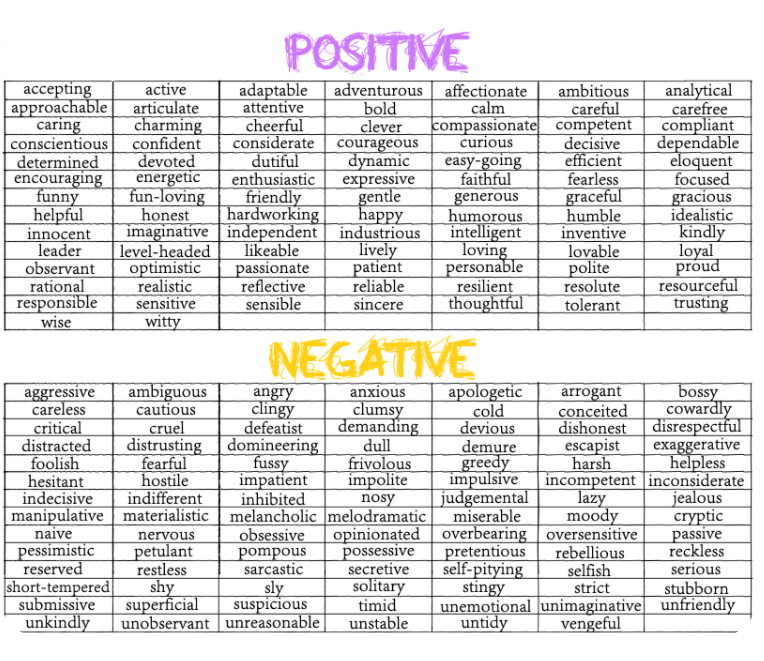 POSITIVE
accepting active adaptable adventurous affectionate ambitious analytical
approachable articulate attentive bold calm careful carefree
caring charming cheerful clever compassionate competent compliant
conscientious confident considerate courageous curious decisive dependable
determined devoted dutiful dynamic easy-going efficient eloquent
encouraging energetic enthusiastic expressive faithful fearless focused
funny fun-loving friendly gentle generous graceful gracious
helpful honest hardworking happy humorous humble idealistic
innocent imaginative independent industrious intelligent inventive kindly
leader level-headed likeable lively loving lovable loyal
observant optimistic passionate patient personable polite proud
rational realistic reflective reliable resilient resolute resourceful
responsible sensitive sensible sincere thoughtful tolerant trusting
wise witty
NEGATIVE
aggressive ambiguous angry anxious apologetic arrogant bossy
careless cautious clingy clumsy cold conceited cowardly
critical cruel defeatist demanding devious dishonest disrespectful
distracted distrusting domineering dull demure escapist exaggerative
foolish fearful fussy frivolous greedy harsh helpless
hesitant hostile impatient impolite impulsive incompetent inconsiderate
indecisive indifferent inhibited nosy judgemental lazy jealous
manipulative materialistic melancholic melodramatic miserable moody cryptic
naive nervous obsessive opinionated overbearing oversensitive passive
pessimistic petulant pompous possessive pretentious rebellious reckless
reserved restless sarcastic secretive self-pitying selfish serious
short-tempered shy sly solitary stingy strict stubborn
submissive superficial suspicious timid unemotional unimaginative unfriendly
unkindly unobservant unreasonable unstable untidy vengeful